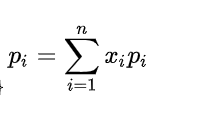 p_i = \sum_{i=1}^{n} x_i p_i